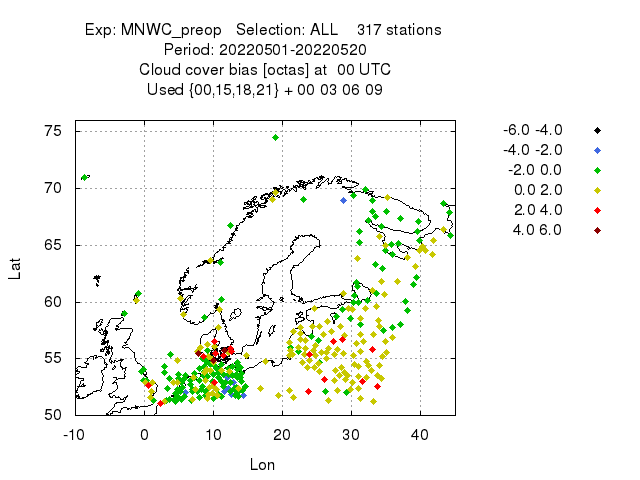 Exp: MNWC_preop   Selection: ALL    317 stations
Period: 20220501-20220520
Cloud cover bias [octas] at  00 UTC
Used {00,15,18,21} + 00 03 06 09
75
70
65
60
55
50
-10 0 10 20 30 40
Lat
Lon
-6.0 -4.0
-4.0 -2.0
-2.0 0.0
0.0 2.0
2.0 4.0
4.0 6.0